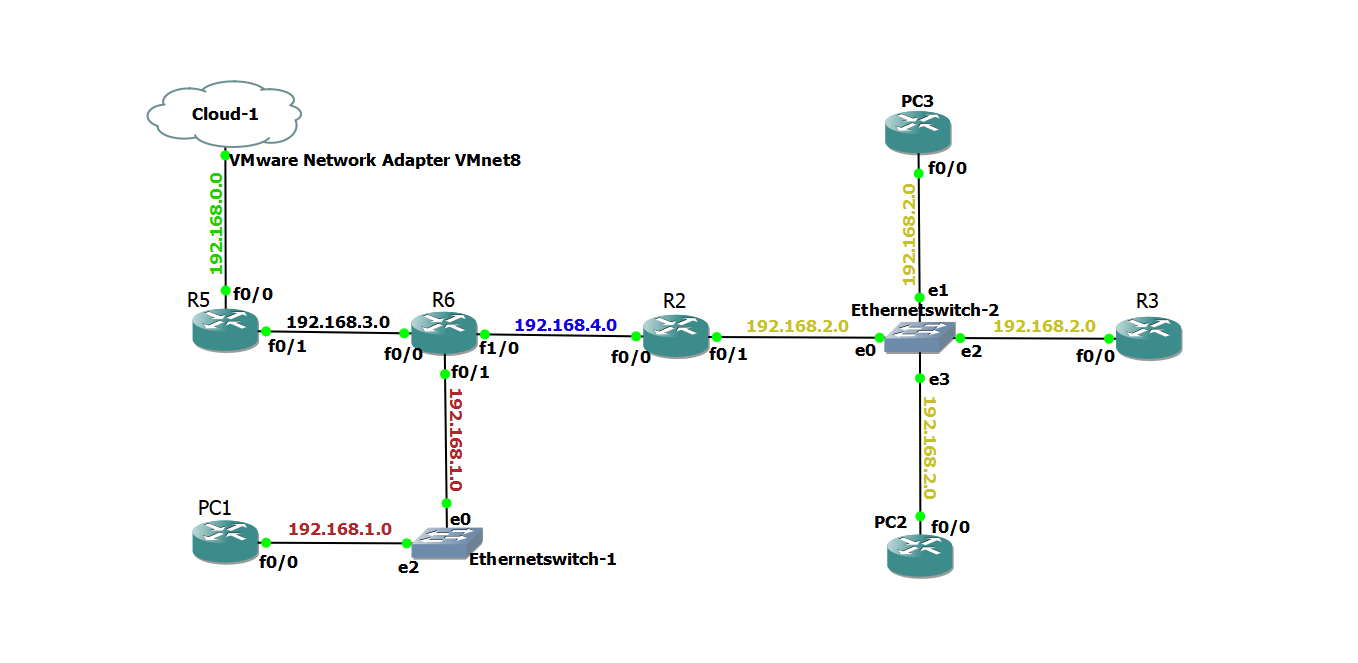 PC3
Cloud-1
VMware Network Adapter VMnet8
f0/0
192.168.0.0
192.168.2.0
R5
f0/0
R6
R2
e1
Ethernetswitch-2
R3
192.168.3.0
192.168.4.0
192.168.2.0
192.168.2.0
f0/1
f0/0
f1/0
f0/0
f0/1
e0
e2
f0/0
f0/1
e3
192.168.1.0
192.168.2.0
PC1
192.168.1.0
e0
PC2
f0/0
f0/0
e2
Ethernetswitch-1